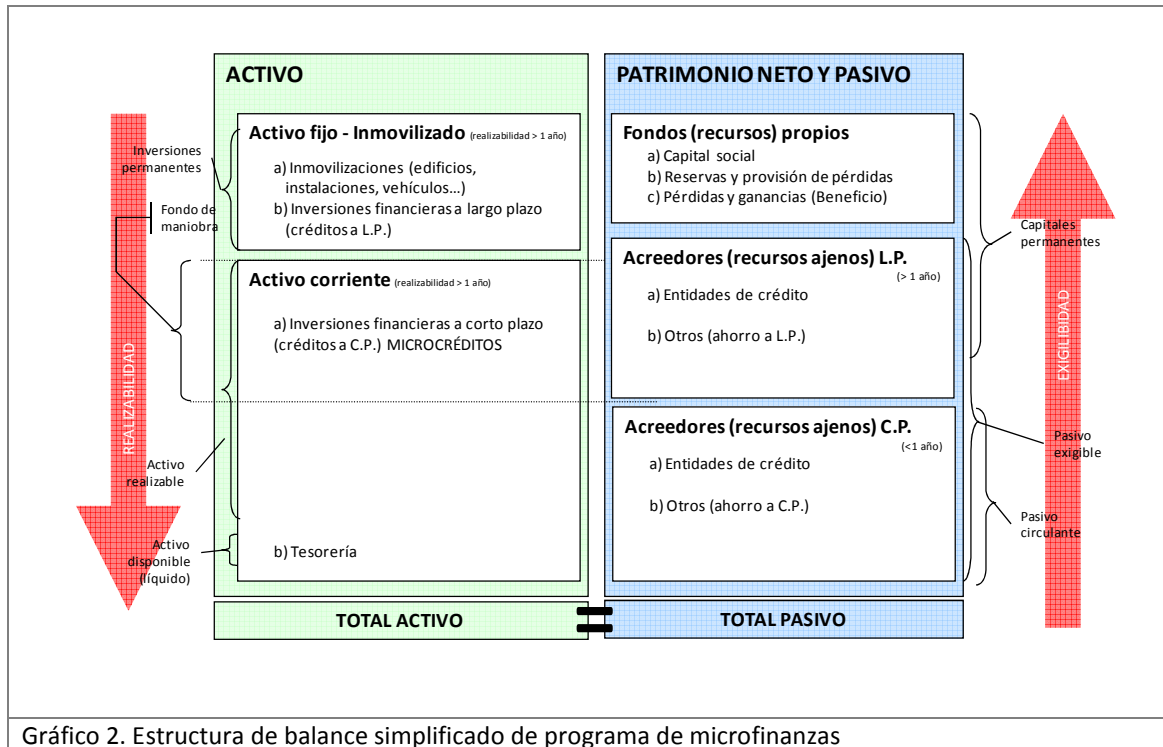 ACTIVO
PATRIMONIO NETO Y PASIVO
Inversiones
permanentes
Fondo de
maniobra
REALIZABILIDAD
Activo
realizable
Activo
disponible
(líquido)
Activo fijo - Inmovilizado (realizabilidad > 1 año)
a) Inmovilizaciones (edificios,
instalaciones, vehículos...)
b) Inversiones financieras a largo plazo
(créditos a L.P.)
Activo corriente (realizabilidad > 1 año)
a) Inversiones financieras a corto plazo
(créditos a C.P.) MICROCRÉDITOS
b) Tesorería
Fondos (recursos) propios
a) Capital social
b) Reservas y provisión de pérdidas
c) Pérdidas y ganancias (Beneficio)
Acreedores (recursos ajenos) L.P.
(> 1 año)
a) Entidades de crédito
b) Otros (ahorro a L.P.)
Acreedores (recursos ajenos) C.P.
(<1 año)
a) Entidades de crédito
b) Otros (ahorro a C.P.)
Capitales
permanentes
EXIGILIBIDAD
Pasivo
exigible
Pasivo
circulante
TOTAL ACTIVO
=
TOTAL PASIVO
Gráfico 2. Estructura de balance simplificado de programa de microfinanzas